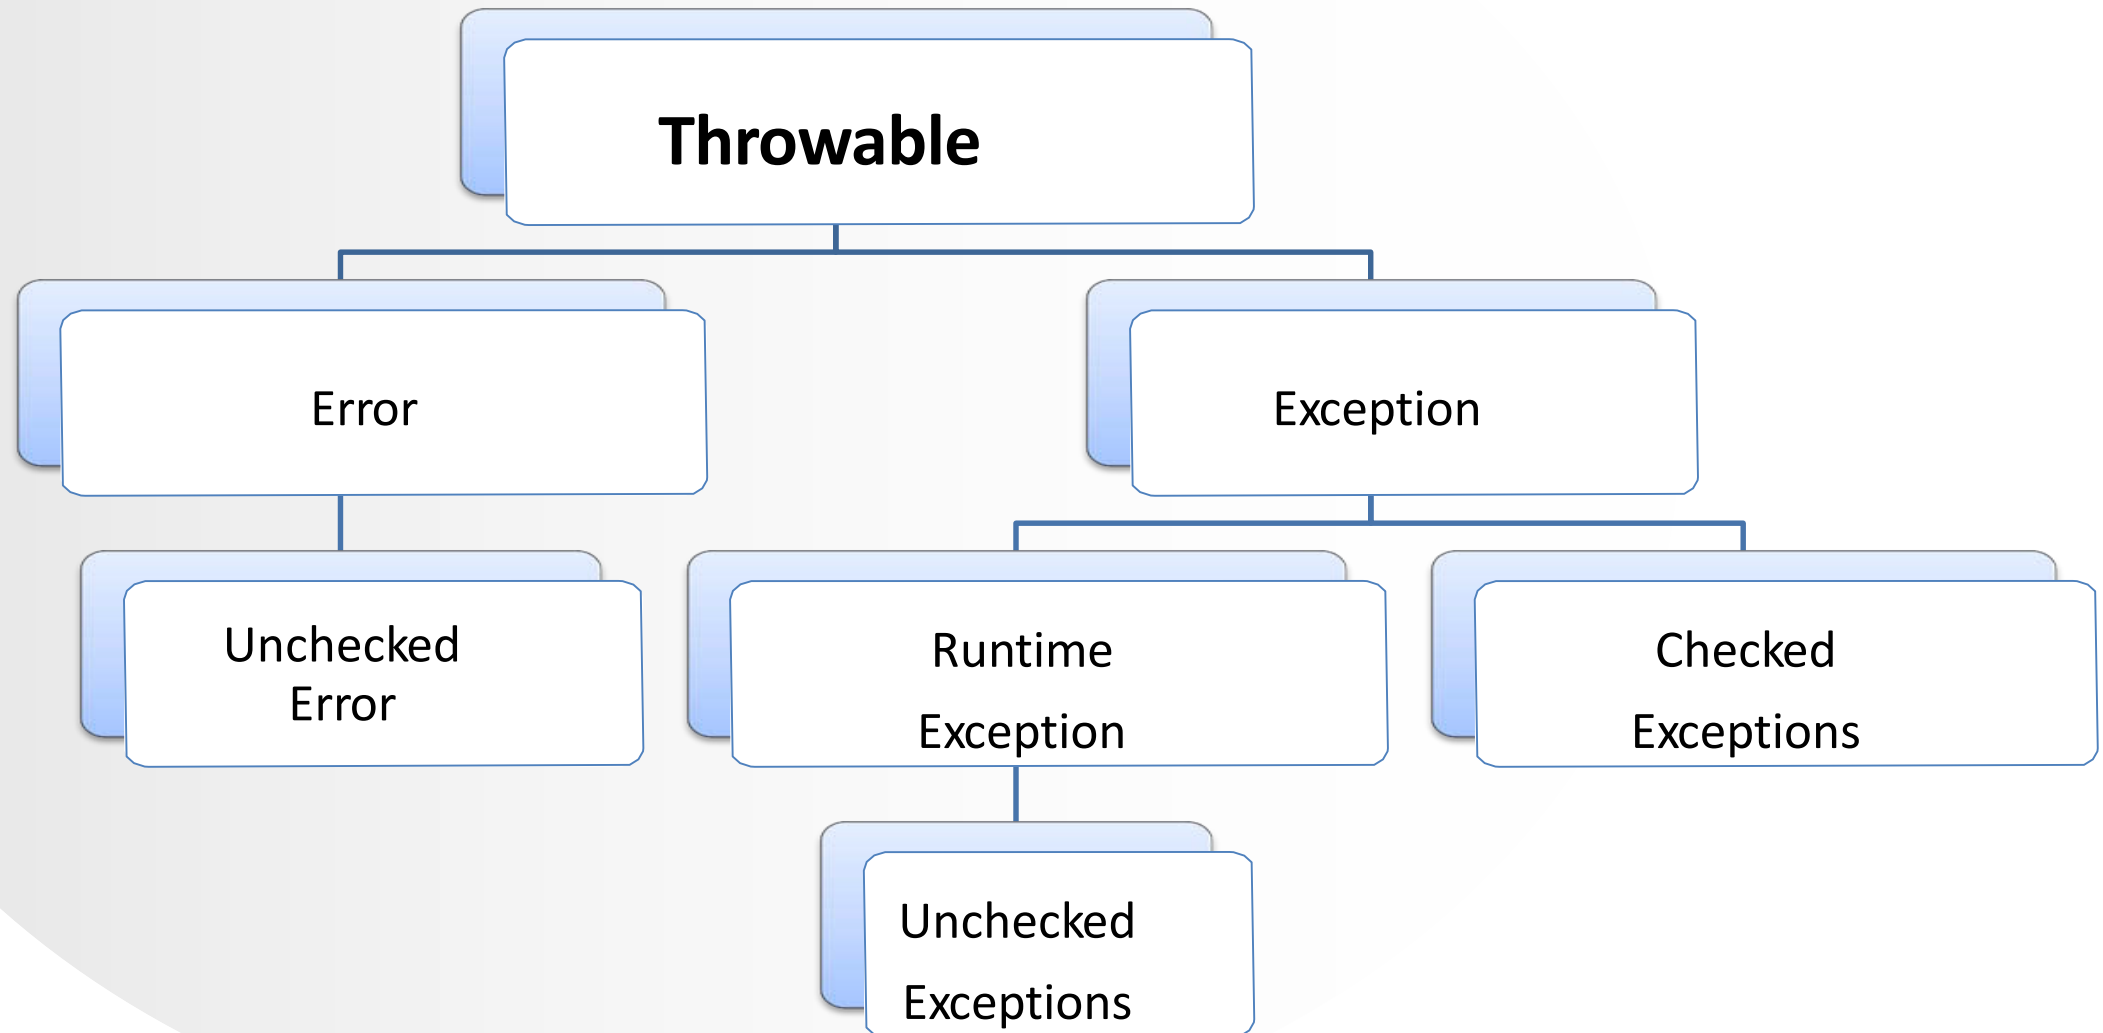 Throwable
Error
Exception
Unchecked
Error
Runtime
Exception
Checked
Exceptions
Unchecked
Exceptions